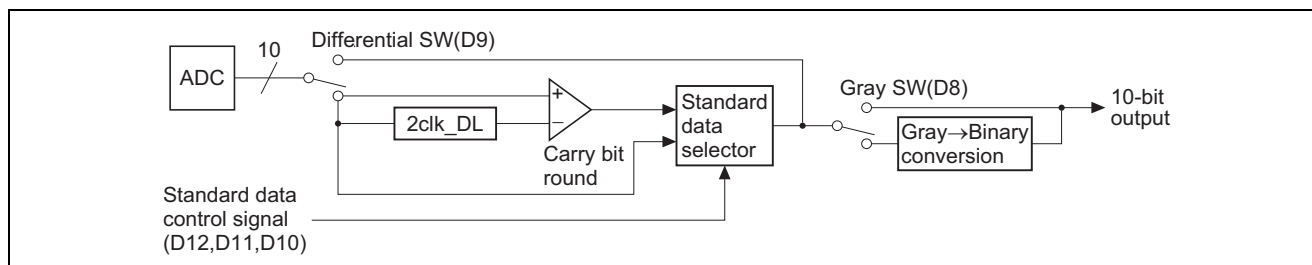 Differential SW(D9)
10
ADC
+
−
2clk_DL
Carry bit
round
Standard
data
selector
Gray SW(D8)
Gray→Binary
conversion
10-bit
output
Standard data
control signal
(D12,D11,D10)